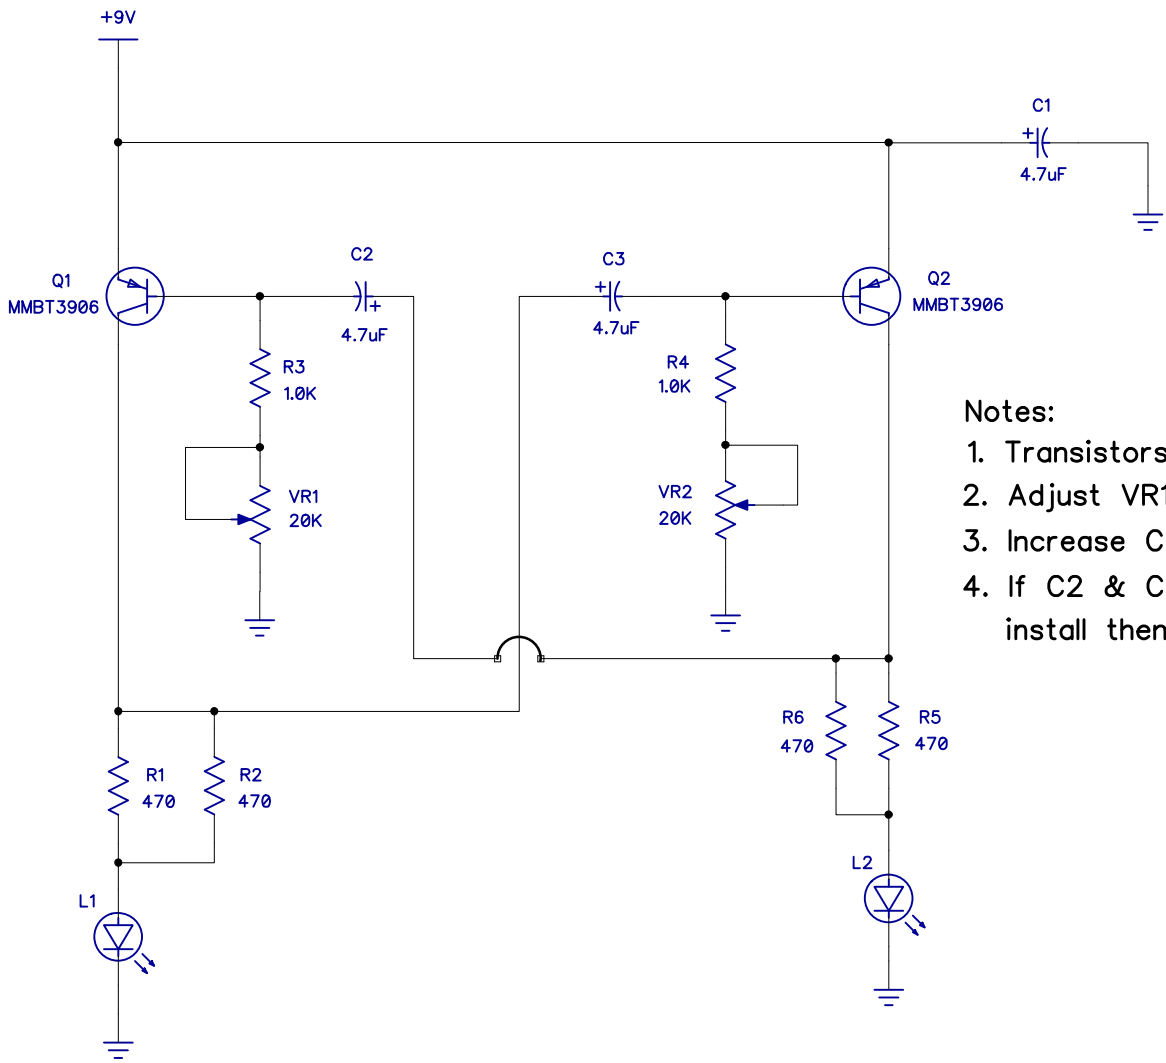 +9V
C1
+
4.7uF
Q1
MMBT3906
C2
+
4.7uF
C3
+
4.7uF
Q2
MMBT3906
R3
1.0K
R4
1.0K
VR1
20K
VR2
20K
Notes:
1. Transistors
2. Adjust VR1
3. Increase C
4. If C2 & C
install then
R1
470
R2
470
R6
470
R5
470
L1
L2